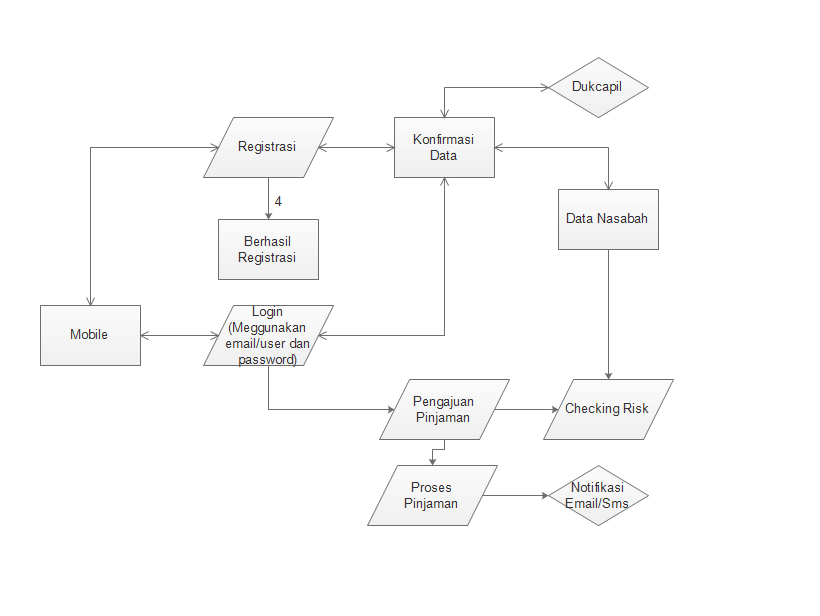 Dukcapil
Konfirmasi
Data
Registrasi
4
Data Nasabah
Berhasil
Registrasi
Mobile
Login
(Meggunakan
email/user dan
password)
Pengajuan
Pinjaman
Checking Risk
Proses
Pinjaman
Notifikasi
Email/Sms